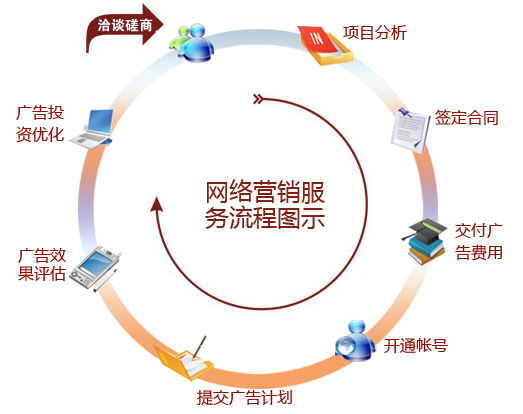 洽谈磋商
项目分析
签定合同
交付广
告费用
开通帐号
提交广告计划
广告效
果评估
广告投
资优化
网络营销服
务流程图示
IN